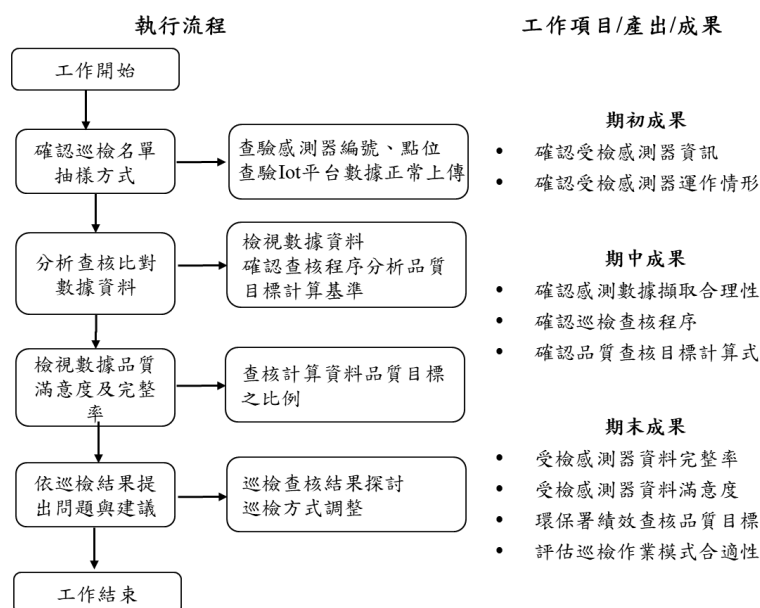 執行流程
工作開始
確認巡檢名單
抽樣方式
查驗感測器編號、點位
查驗Iot平台數據正常上傳
分析查核比對
數據資料
檢視數據資料
確認查核程序分析品質
目標計算基準
檢視數據品質
滿意度及完整
率
查核計算資料品質目標
之比例
依巡檢結果提
出問題與建議
巡檢查核結果探討
巡檢方式調整
工作結束
工作項目/產出/成果
期初成果
• 確認受檢感測器資訊
• 確認受檢感測器運作情形
期中成果
• 確認感測數據擷取合理性
• 確認巡檢查核程序
• 確認品質查核目標計算式
期末成果
• 受檢感測器資料完整率
• 受檢感測器資料滿意度
• 環保署績效查核品質目標
• 評估巡檢作業模式合適性